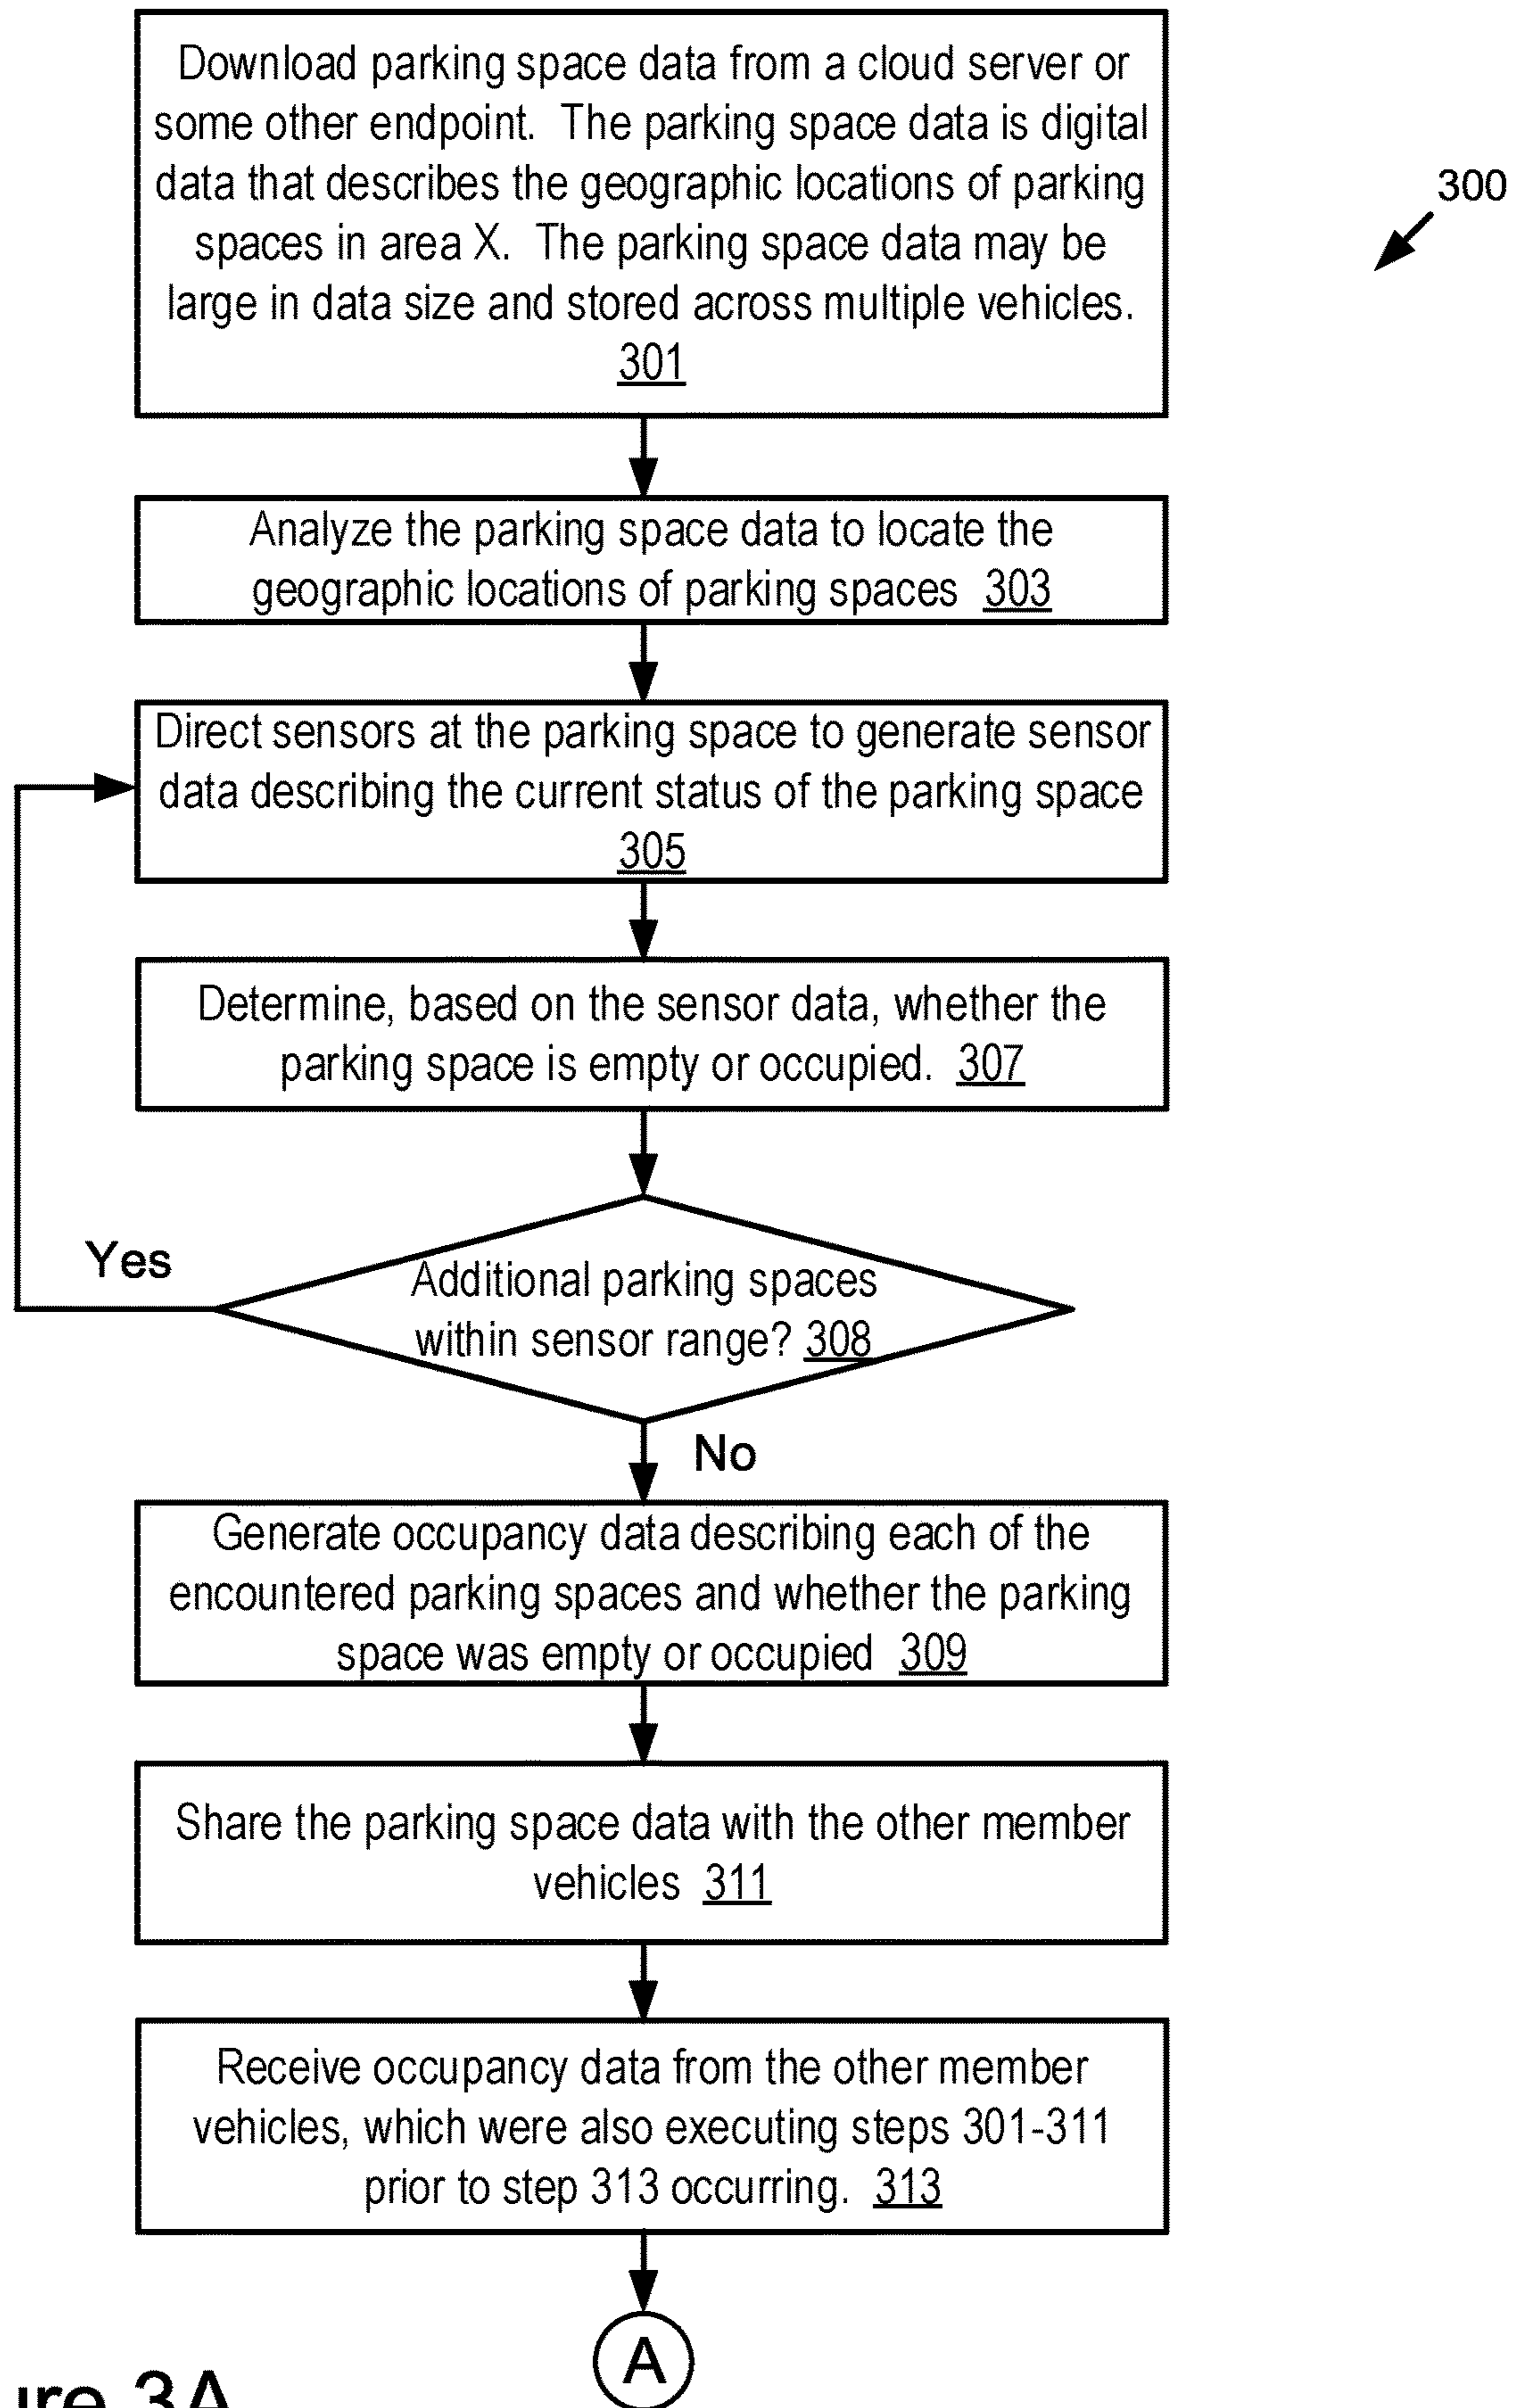 Download parking space data from a cloud server or
some other endpoint. The parking space data is digital
data that describes the geographic locations of parking
spaces in area X. The parking space data may be
large in data size and stored across multiple vehicles.
301
300
Analyze the parking space data to locate the
geographic locations of parking spaces 303
Direct sensors at the parking space to generate sensor
data describing the current status of the parking space
305
Determine, based on the sensor data, whether the
parking space is empty or occupied. 307
Yes
Additional parking spaces
within sensor range? 308
No
Generate occupancy data describing each of the
encountered parking spaces and whether the parking
space was empty or occupied 309
Share the parking space data with the other member
vehicles 311
Receive occupancy data from the other member
vehicles, which were also executing steps 301-311
prior to step 313 occurring. 313
A
3A